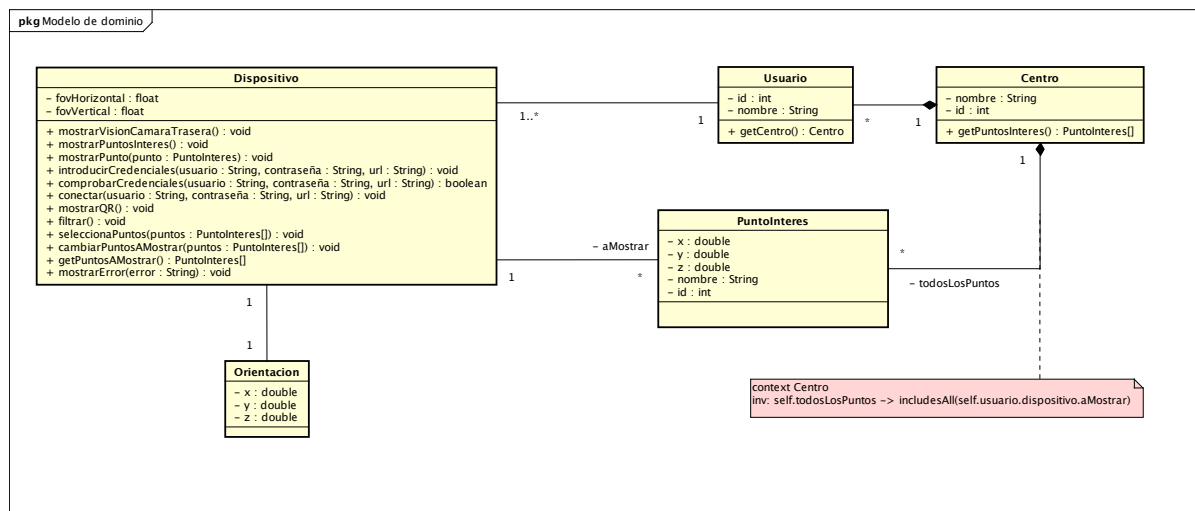 pkg Modelo de dominio
Dispositivo
– fovHorizontal : float
– fovVertical : float
+ mostrarVisionCamaraTrasera() : void
+ mostrarPuntosInteres() : void
+ mostrarPunto(punto : PuntoInteres) : void
+ introducirCredenciales(usuario : String, contraseña : String, url : String) : void
+ comprobarCredenciales(usuario : String, contraseña : String, url : String) : boolean
+ conectar(usuario : String, contraseña : String, url : String) : void
+ mostrarQR() : void
+ filtrar() : void
+ seleccionaPuntos(puntos : PuntoInteres[]) : void
+ cambiarPuntosAMostrar(puntos : PuntoInteres[]) : void
+ getPuntosAMostrar() : PuntoInteres[]
+ mostrarError(error : String) : void
1..*
1
Usuario
– id : int
– nombre : String
+ getCentro() : Centro
*
1
Centro
– nombre : String
– id : int
+ getPuntosInteres() : PuntoInteres[]
1
– aMostrar
1
*
PuntoInteres
– x : double
– y : double
– z : double
– nombre : String
– id : int
*
– todosLosPuntos
1
1
Orientacion
– x : double
– y : double
– z : double
context Centro
inv: self.todosLosPuntos –> includesAll(self.usuario.dispositivo.aMostrar)